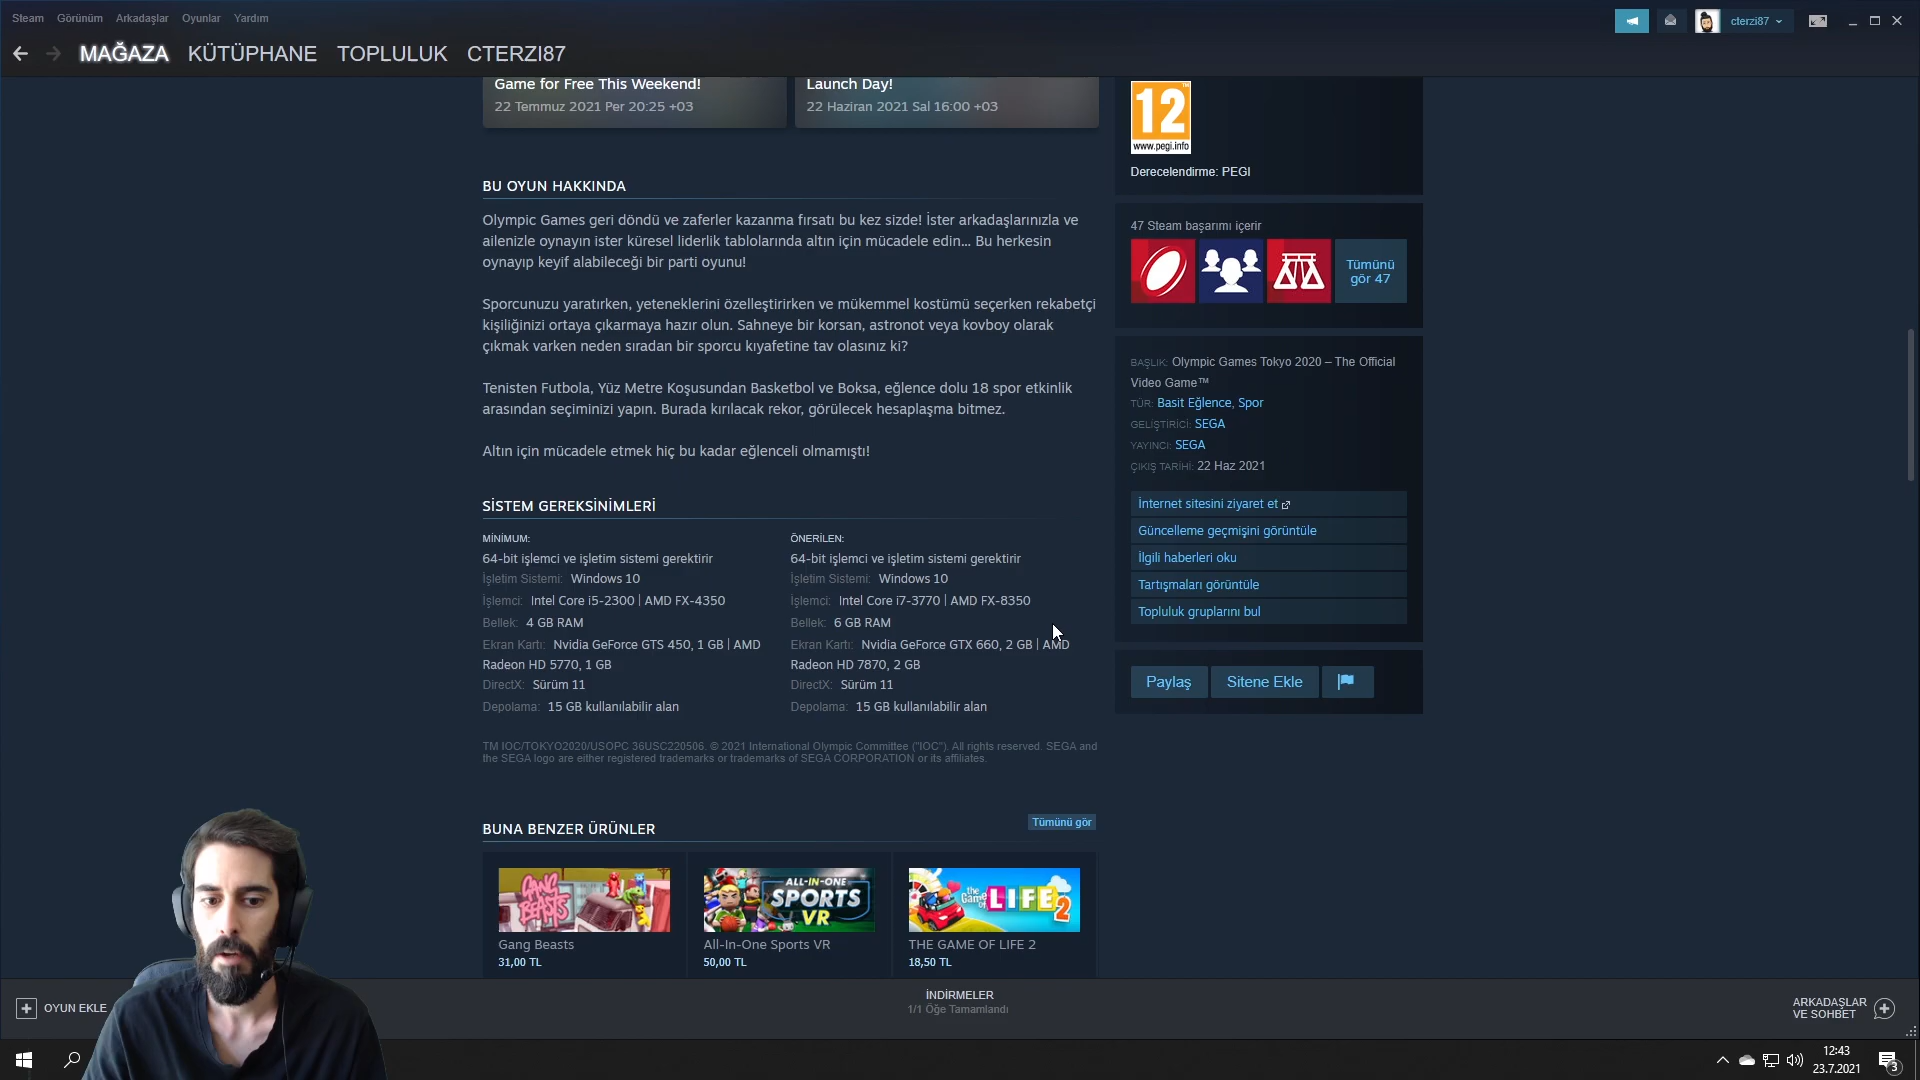 Steam Görünüm Arkadaşlar Oyunlar Yardım
cterzi87
MAĞAZA KÜTÜPHANE TOPLULUK CTERZI87
Game for Free This Weekend!
22 Temmuz 2021 Per 20:25 +03
Launch Day!
22 Haziran 2021 Sal 16:00 +03
BU OYUN HAKKINDA
Olympic Games geri döndü ve zaferler kazanma fırsatı bu kez sizde! İster arkadaşlarınızla ve
ailenizle oynayın ister küresel liderlik tablolarında altın için mücadele edin... Bu herkesin
oynayıp keyif alabileceği bir parti oyunu!
Sporcunuzu yaratırken, yeteneklerini özelleştirirken ve mükemmel kostümü seçerken rekabetçi
kişiliğinizi ortaya çıkarmaya hazır olun. Sahneye bir korsan, astronot veya kovboy olarak
çıkmak varken neden sıradan bir sporcu kıyafetine tav olasınız ki?
Tenisten Futbola, Yüz Metre Koşusundan Basketbol ve Boksa, eğlence dolu 18 spor etkinlik
arasından seçiminizi yapın. Burada kırılacak rekor, görülecek hesaplaşma bitmez.
Altın için mücadele etmek hiç bu kadar eğlenceli olmamıştı!
SİSTEM GEREKSİNİMLERİ
MİNİMUM:
64-bit işlemci ve işletim sistemi gerektirir
İşletim Sistemi: Windows 10
İşlemci: Intel Core i5-2300 | AMD FX-4350
Bellek: 4 GB RAM
Ekran Kartı: Nvidia GeForce GTS 450, 1 GB | AMD
Radeon HD 5770, 1 GB
DirectX: Sürüm 11
Depolama: 15 GB kullanılabilir alan
ÖNERİLEN:
64-bit işlemci ve işletim sistemi gerektirir
İşletim Sistemi: Windows 10
İşlemci: Intel Core i7-3770 | AMD FX-8350
Bellek: 6 GB RAM
Ekran Kartı: Nvidia GeForce GTX 660, 2 GB | AMD
Radeon HD 7870, 2 GB
DirectX: Sürüm 11
Depolama: 15 GB kullanılabilir alan
TM IOC/TOKYO2020/USOPC 36USC220506. © 2021 International Olympic Committee ("IOC"). All rights reserved. SEGA and
the SEGA logo are either registered trademarks or trademarks of SEGA CORPORATION or its affiliates.
BUNA BENZER ÜRÜNLER
Tümünü gör
GANG BEASTS
Gang Beasts
31,00 TL
ALL-IN-ONE
SPORTS
VR
All-In-One Sports VR
50,00 TL
the Game of
LIFE 2
THE GAME OF LIFE 2
18,50 TL
12
www.pegi.info
Derecelendirme: PEGI
47 Steam başarımı içerir
Tümünü
gör 47
BAŞLIK: Olympic Games Tokyo 2020 – The Official
Video Game™
TÜR: Basit Eğlence, Spor
GELİŞTİRİCİ: SEGA
YAYINCI: SEGA
ÇIKIŞ TARİHİ: 22 Haz 2021
İnternet sitesini ziyaret et
Güncelleme geçmişini görüntüle
İlgili haberleri oku
Tartışmaları görüntüle
Topluluk gruplarını bul
Paylaş
Sitene Ekle
OYUN EKLE
İNDİRMELER
1/1 Öğe Tamamlandı
ARKADAŞLAR
VE SOHBET
12:43
23.7.2021
3